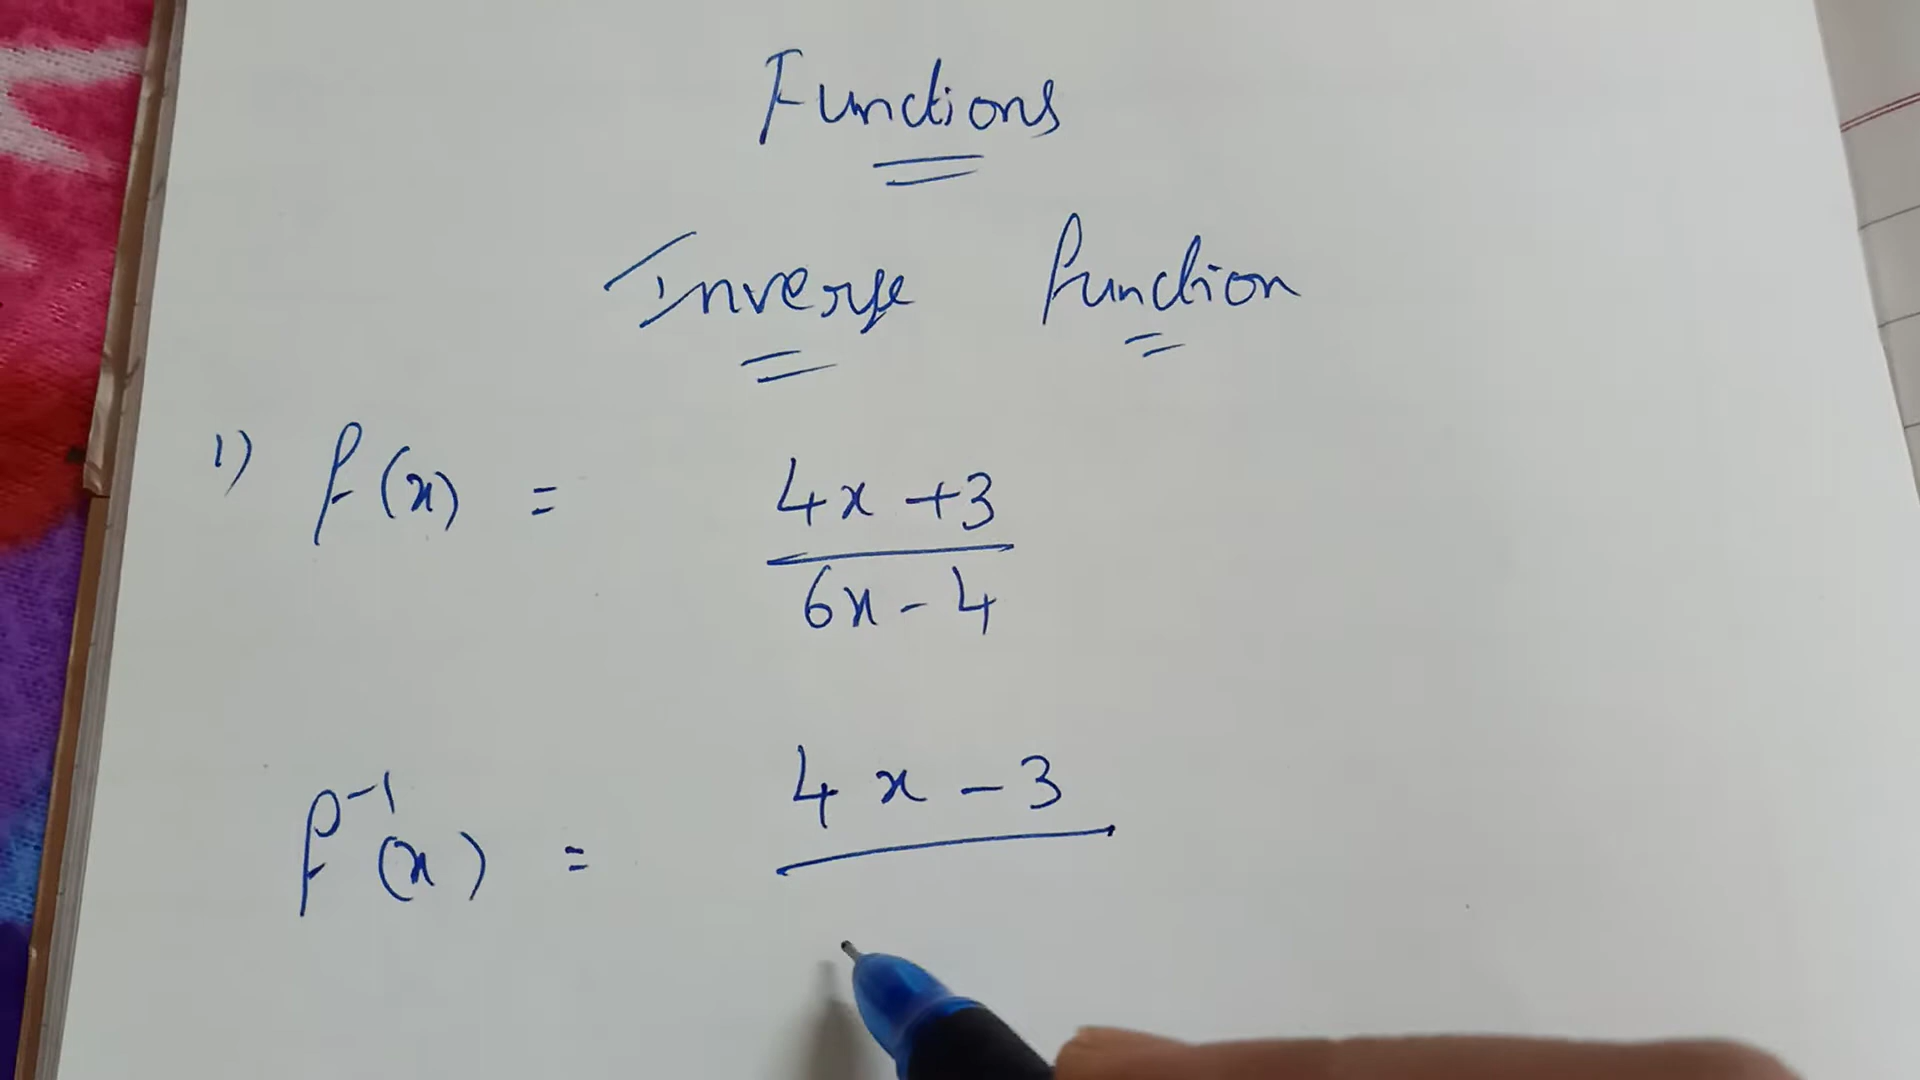 Functions
Inverse function
1) f(x) = 4x + 3
6x - 4
f⁻¹(x) = 4x - 3